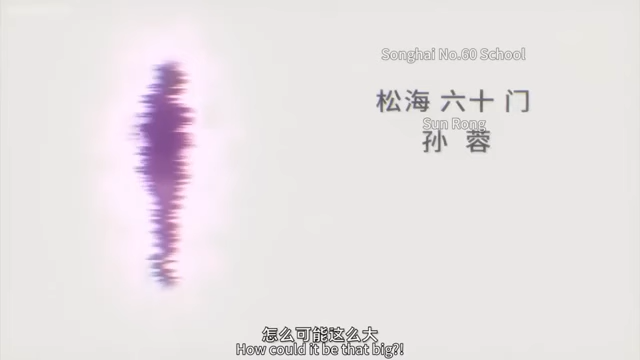 Songhai No.60 School
松海 六十 门
Sun Rong
孙 蓉
怎么可能这么大
How could it be that big?!